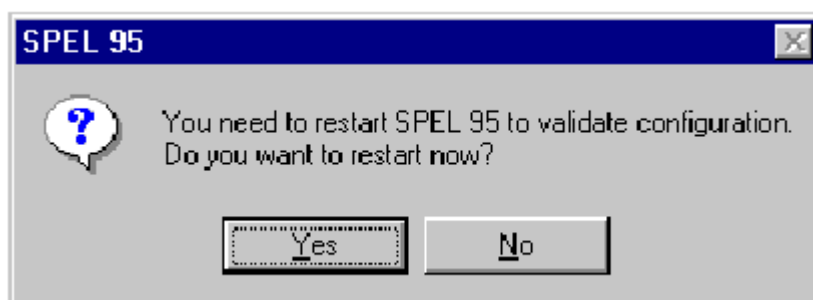 SPEL 95
You need to restart SPEL 95 to validate configuration.
Do you want to restart now?
Yes No